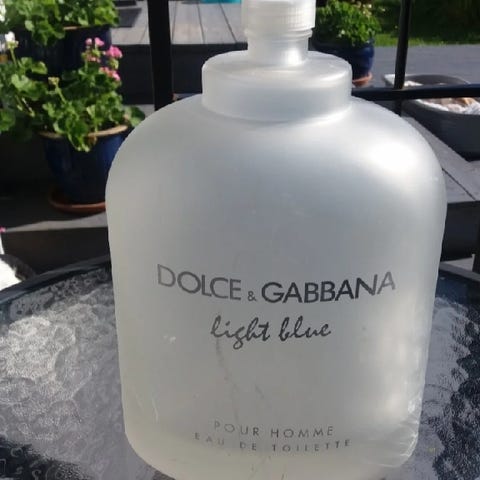 DOLCE & GABBANA
light blue
POUR HOMME
EAU DE TOILETTE